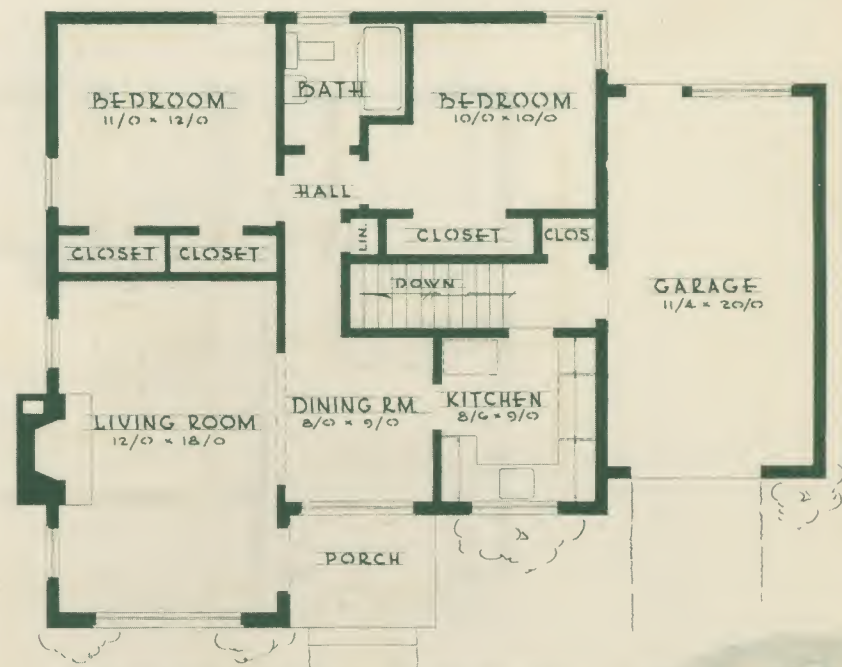 BEDROOM
11/0 × 12/0
BATH
BEDROOM
10/0 × 10/0
HALL
LIN.
CLOSET
CLOSET
CLOSET
CLOS.
DOWN
GARAGE
11/4 × 20/0
LIVING ROOM
12/0 × 18/0
DINING RM.
8/0 × 9/0
KITCHEN
8/6 × 9/0
PORCH